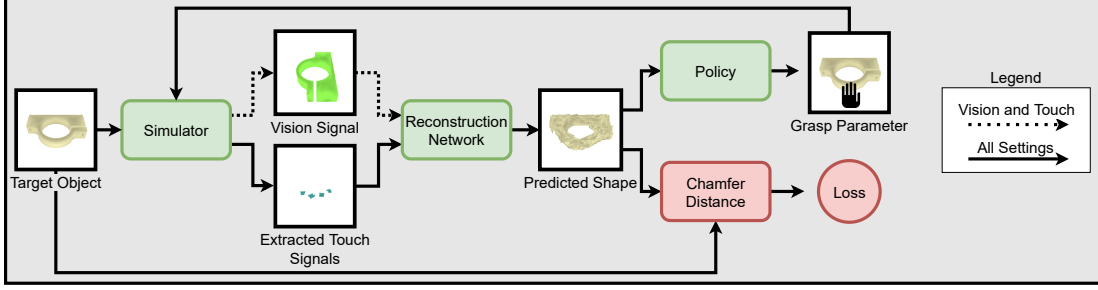 Target Object
Simulator
Vision Signal
Extracted Touch
Signals
Reconstruction
Network
Predicted Shape
Policy
Grasp Parameter
Chamfer
Distance
Loss
Legend
Vision and Touch
All Settings